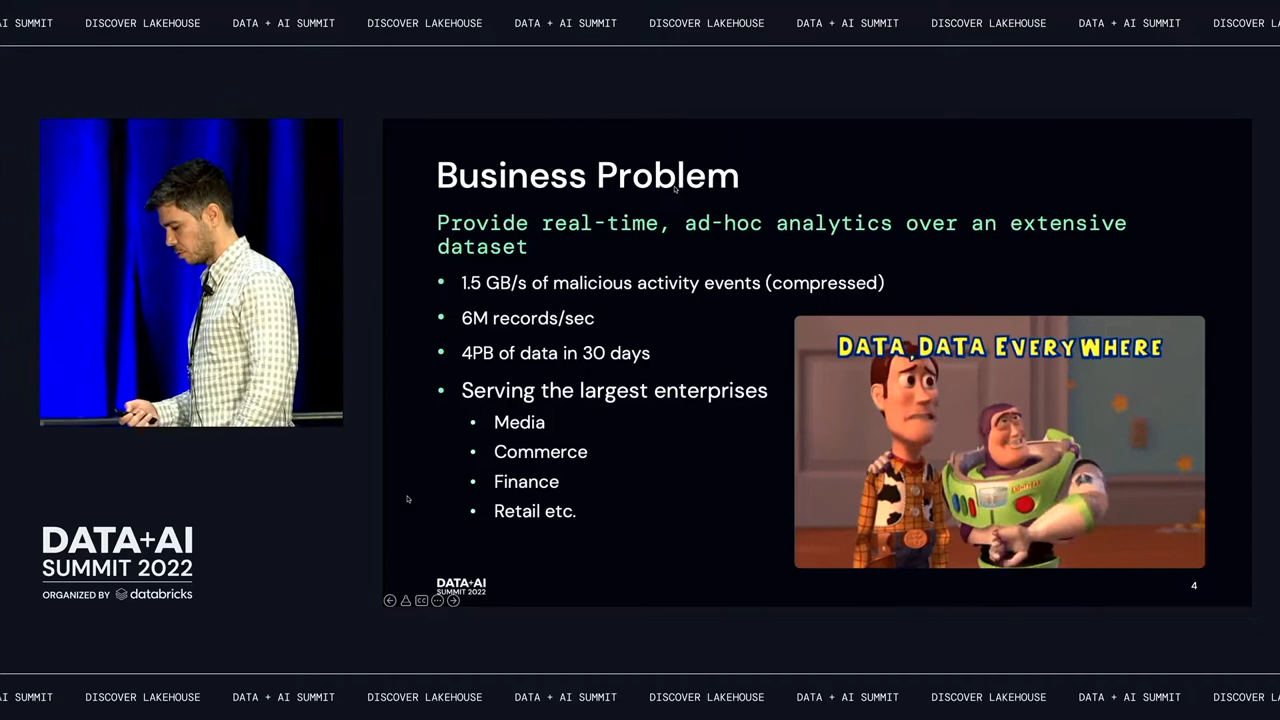 AI SUMMIT DISCOVER LAKEHOUSE DATA + AI SUMMIT DISCOVER LAKEHOUSE DATA + AI SUMMIT DISCOVER LAKEHOUSE DATA + AI SUMMIT DISCOVER LAKEHOUSE DATA + AI SUMMIT DISCOVER
Business Problem
Provide real-time, ad-hoc analytics over an extensive
dataset
• 1.5 GB/s of malicious activity events (compressed)
• 6M records/sec
• 4PB of data in 30 days
• Serving the largest enterprises
• Media
• Commerce
• Finance
• Retail etc.
DATA, DATA EVERYWHERE
LIGHTYEAR
DATA+AI
SUMMIT 2022
4
CC
DATA+AI
SUMMIT 2022
ORGANIZED BY databricks
AI SUMMIT DISCOVER LAKEHOUSE DATA + AI SUMMIT DISCOVER LAKEHOUSE DATA + AI SUMMIT DISCOVER LAKEHOUSE DATA + AI SUMMIT DISCOVER LAKEHOUSE DATA + AI SUMMIT DISCOVER